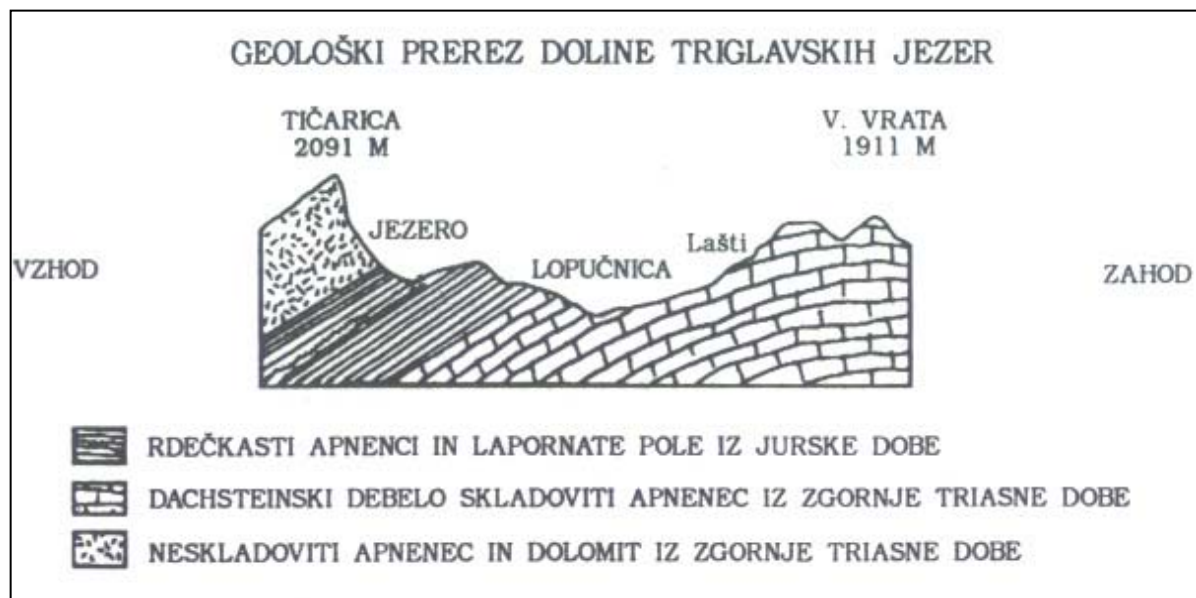 GEOLOŠKI PREREZ DOLINE TRIGLAVSKIH JEZER
TIČARICA
2091 M
V. VRATA
1911 M
JEZERO
Lašti
LOPUČNICA
VZHOD
ZAHOD
RDEČKASTI APNENCI IN LAPORNATE POLE IZ JURSKE DOBE
DACHSTEINSKI DEBELO SKLADOVITI APNENEC IZ ZGORNJE TRIASNE DOBE
NESKLADOVITI APNENEC IN DOLOMIT IZ ZGORNJE TRIASNE DOBE